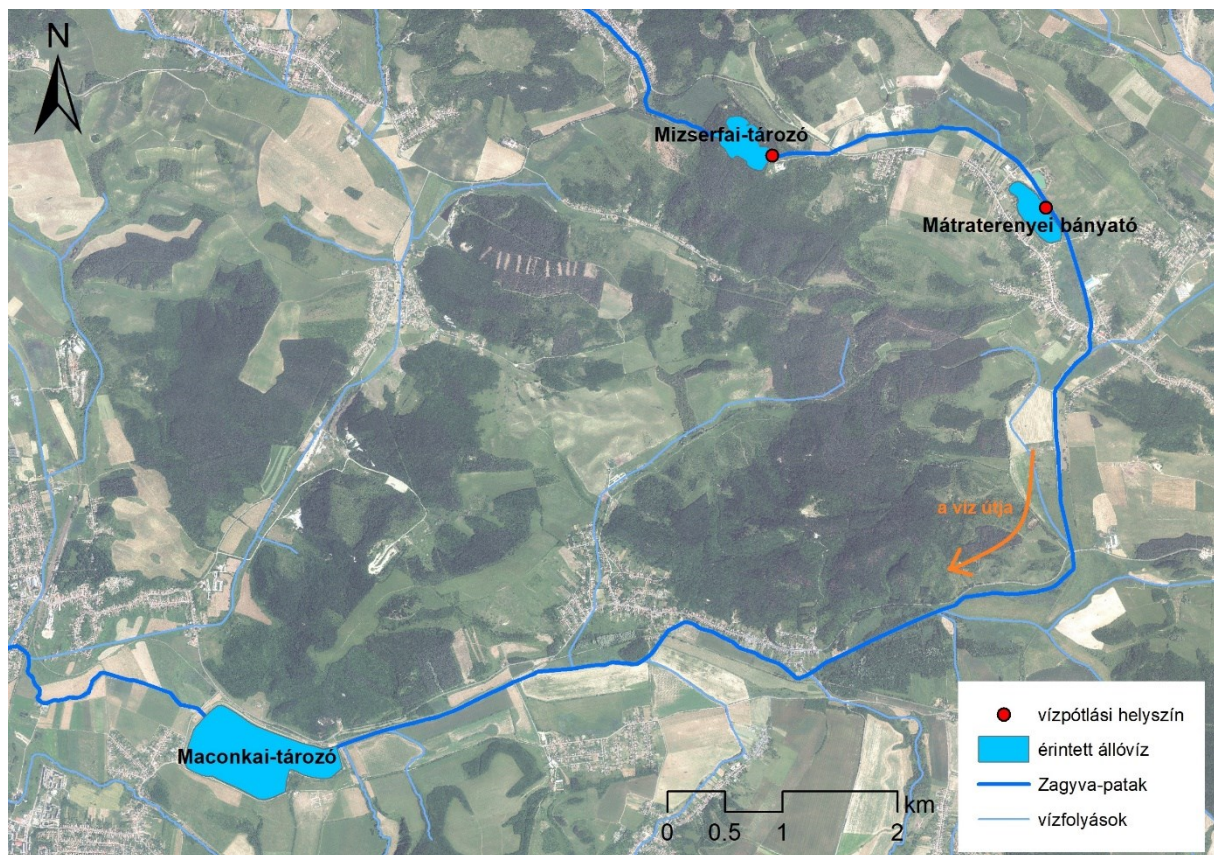 N
Mizserfai-tározó
Mátraterenyei bányató
a víz útja
Maconkai-tározó
vízpótlási helyszín
érintett állóvíz
Zagyva-patak
vízfolyások
km
0 0.5 1 2